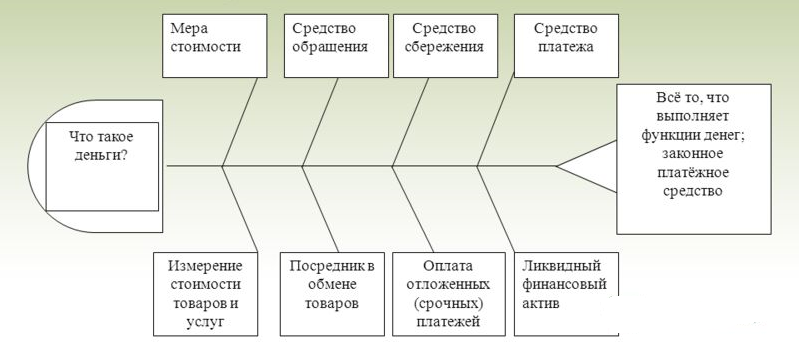 Мера
стоимости
Средство
обращения
Средство
сбережения
Средство
платежа
Что такое
деньги?
Всё то, что
выполняет
функции денег;
законное
платёжное
средство
Измерение
стоимости
товаров и
услуг
Посредник в
обмене
товаров
Оплата
отложенных
(срочных)
платежей
Ликвидный
финансовый
актив